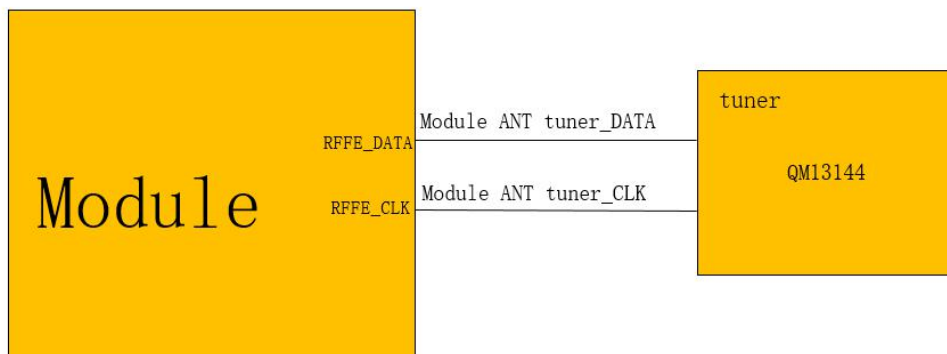 Module
RFFE_DATA
RFFE_CLK
Module ANT tuner_DATA
Module ANT tuner_CLK
tuner
QM13144